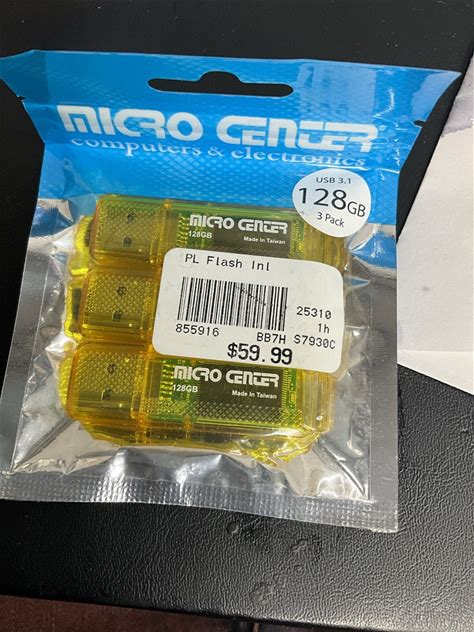 MICRO CENTER
computers & electronics
USB 3.1
128GB
3 Pack
MICRO CENTER
128GB
Made In Taiwan
PL Flash Inl
25310
1h
855916 BB7H S7930C
$59.99
MICRO CENTER
128GB
Made In Taiwan